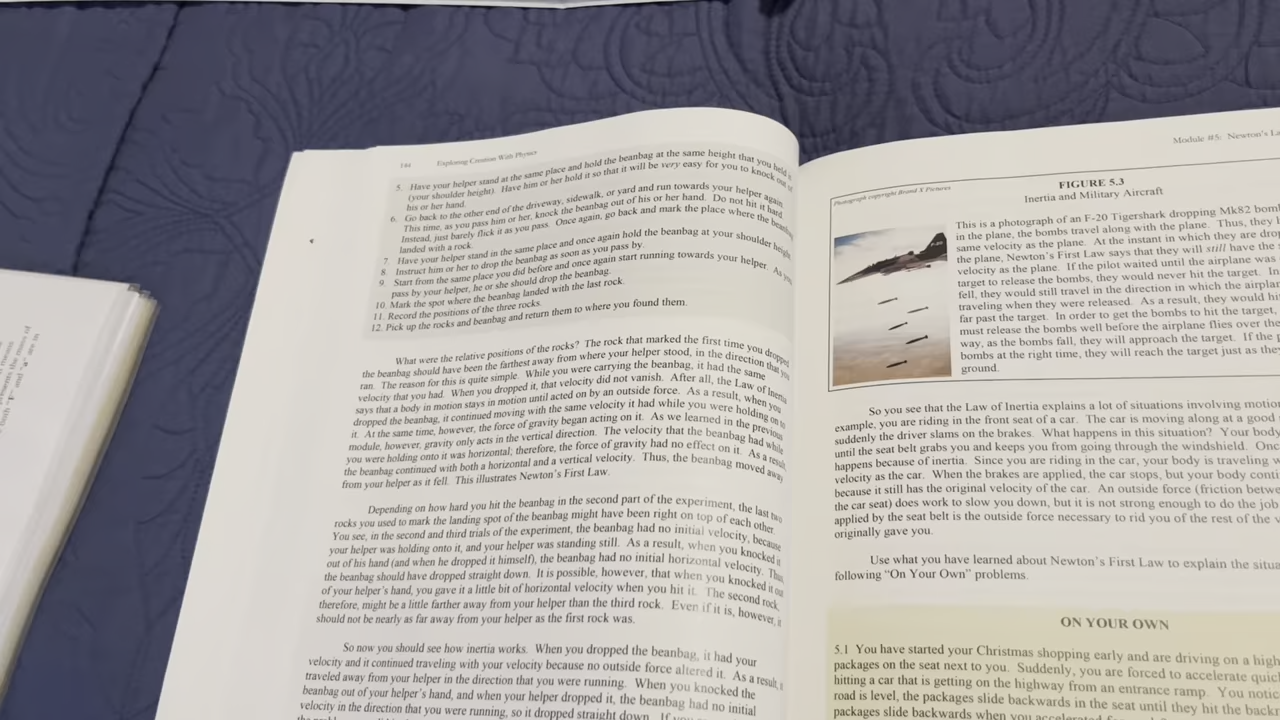 144 Exploring Creation With Physics
5. Have your helper stand at the same place and hold the beanbag at the same height that you held it
(your shoulder height). Have him or her hold it so that it will be very easy for you to knock out of
his or her hand.
6. Go back to the other end of the driveway, sidewalk, or yard and run towards your helper again.
This time, as you pass him or her, knock the beanbag out of his or her hand. Do not hit it hard.
Instead, just barely flick it as you pass. Once again, go back and mark the place where the beanbag
landed with a rock.
7. Have your helper stand in the same place and once again hold the beanbag at your shoulder height
8. Instruct him or her to drop the beanbag as soon as you pass by.
9. Start from the same place you did before and once again start running towards your helper. As you
pass by your helper, he or she should drop the beanbag.
10. Mark the spot where the beanbag landed with the last rock.
11. Record the positions of the three rocks.
12. Pick up the rocks and beanbag and return them to where you found them.
What were the relative positions of the rocks? The rock that marked the first time you dropped
the beanbag should have been the farthest away from where your helper stood, in the direction that you
ran. The reason for this is quite simple. While you were carrying the beanbag, it had the same
velocity that you had. When you dropped it, that velocity did not vanish. After all, the Law of Inertia
says that a body in motion stays in motion until acted on by an outside force. As a result, when you
dropped the beanbag, it continued moving with the same velocity it had while you were holding on to
it. At the same time, however, the force of gravity began acting on it. As we learned in the previous
module, however, gravity only acts in the vertical direction. The velocity that the beanbag had while
you were holding onto it was horizontal; therefore, the force of gravity had no effect on it. As a result,
the beanbag continued with both a horizontal and a vertical velocity. Thus, the beanbag moved away
from your helper as it fell. This illustrates Newton's First Law.
Depending on how hard you hit the beanbag in the second part of the experiment, the last two
rocks you used to mark the landing spot of the beanbag might have been right on top of each other.
You see, in the second and third trials of the experiment, the beanbag had no initial velocity, because
your helper was holding onto it, and your helper was standing still. As a result, when you knocked it
out of his hand (and when he dropped it himself), the beanbag had no initial horizontal velocity. Thus
the beanbag should have dropped straight down. It is possible, however, that when you knocked it out
of your helper's hand, you gave it a little bit of horizontal velocity when you hit it. The second rock,
therefore, might be a little farther away from your helper than the third rock. Even if it is, however, it
should not be nearly as far away from your helper as the first rock was.
So now you should see how inertia works. When you dropped the beanbag, it had your
velocity and it continued traveling with your velocity because no outside force altered it. As a result, it
traveled away from your helper in the direction that you were running. When you knocked the
beanbag out of your helper's hand, and when your helper dropped it, the beanbag had no initial
velocity in the direction that you were running, so it dropped straight down. If you
Module #5: Newton's La
Photograph copyright Brand X Pictures
FIGURE 5.3
Inertia and Military Aircraft
This is a photograph of an F-20 Tigershark dropping Mk82 bomb
in the plane, the bombs travel along with the plane. Thus, they
same velocity as the plane. At the instant in which they are drop
the plane, Newton's First Law says that they will still have the
velocity as the plane. If the pilot waited until the airplane was
target to release the bombs, they would never hit the target. In
fell, they would still travel in the direction in which the airplan
traveling when they were released. As a result, they would hi
far past the target. In order to get the bombs to hit the target,
must release the bombs well before the airplane flies over the
way, as the bombs fall, they will approach the target. If the p
bombs at the right time, they will reach the target just as they
ground.
So you see that the Law of Inertia explains a lot of situations involving motion
example, you are riding in the front seat of a car. The car is moving along at a good
suddenly the driver slams on the brakes. What happens in this situation? Your body
until the seat belt grabs you and keeps you from going through the windshield. Onc
happens because of inertia. Since you are riding in the car, your body is traveling w
velocity as the car. When the brakes are applied, the car stops, but your body conti
because it still has the original velocity of the car. An outside force (friction betwe
the car seat) does work to slow you down, but it is not strong enough to do the job
applied by the seat belt is the outside force necessary to rid you of the rest of the v
originally gave you.
Use what you have learned about Newton's First Law to explain the situa
following "On Your Own" problems.
ON YOUR OWN
5.1 You have started your Christmas shopping early and are driving on a high
packages on the seat next to you. Suddenly, you are forced to accelerate quic
hitting a car that is getting on the highway from an entrance ramp. You notic
road is level, the packages slide backwards in the seat until they hit the back
packages slide backwards when you accelerated